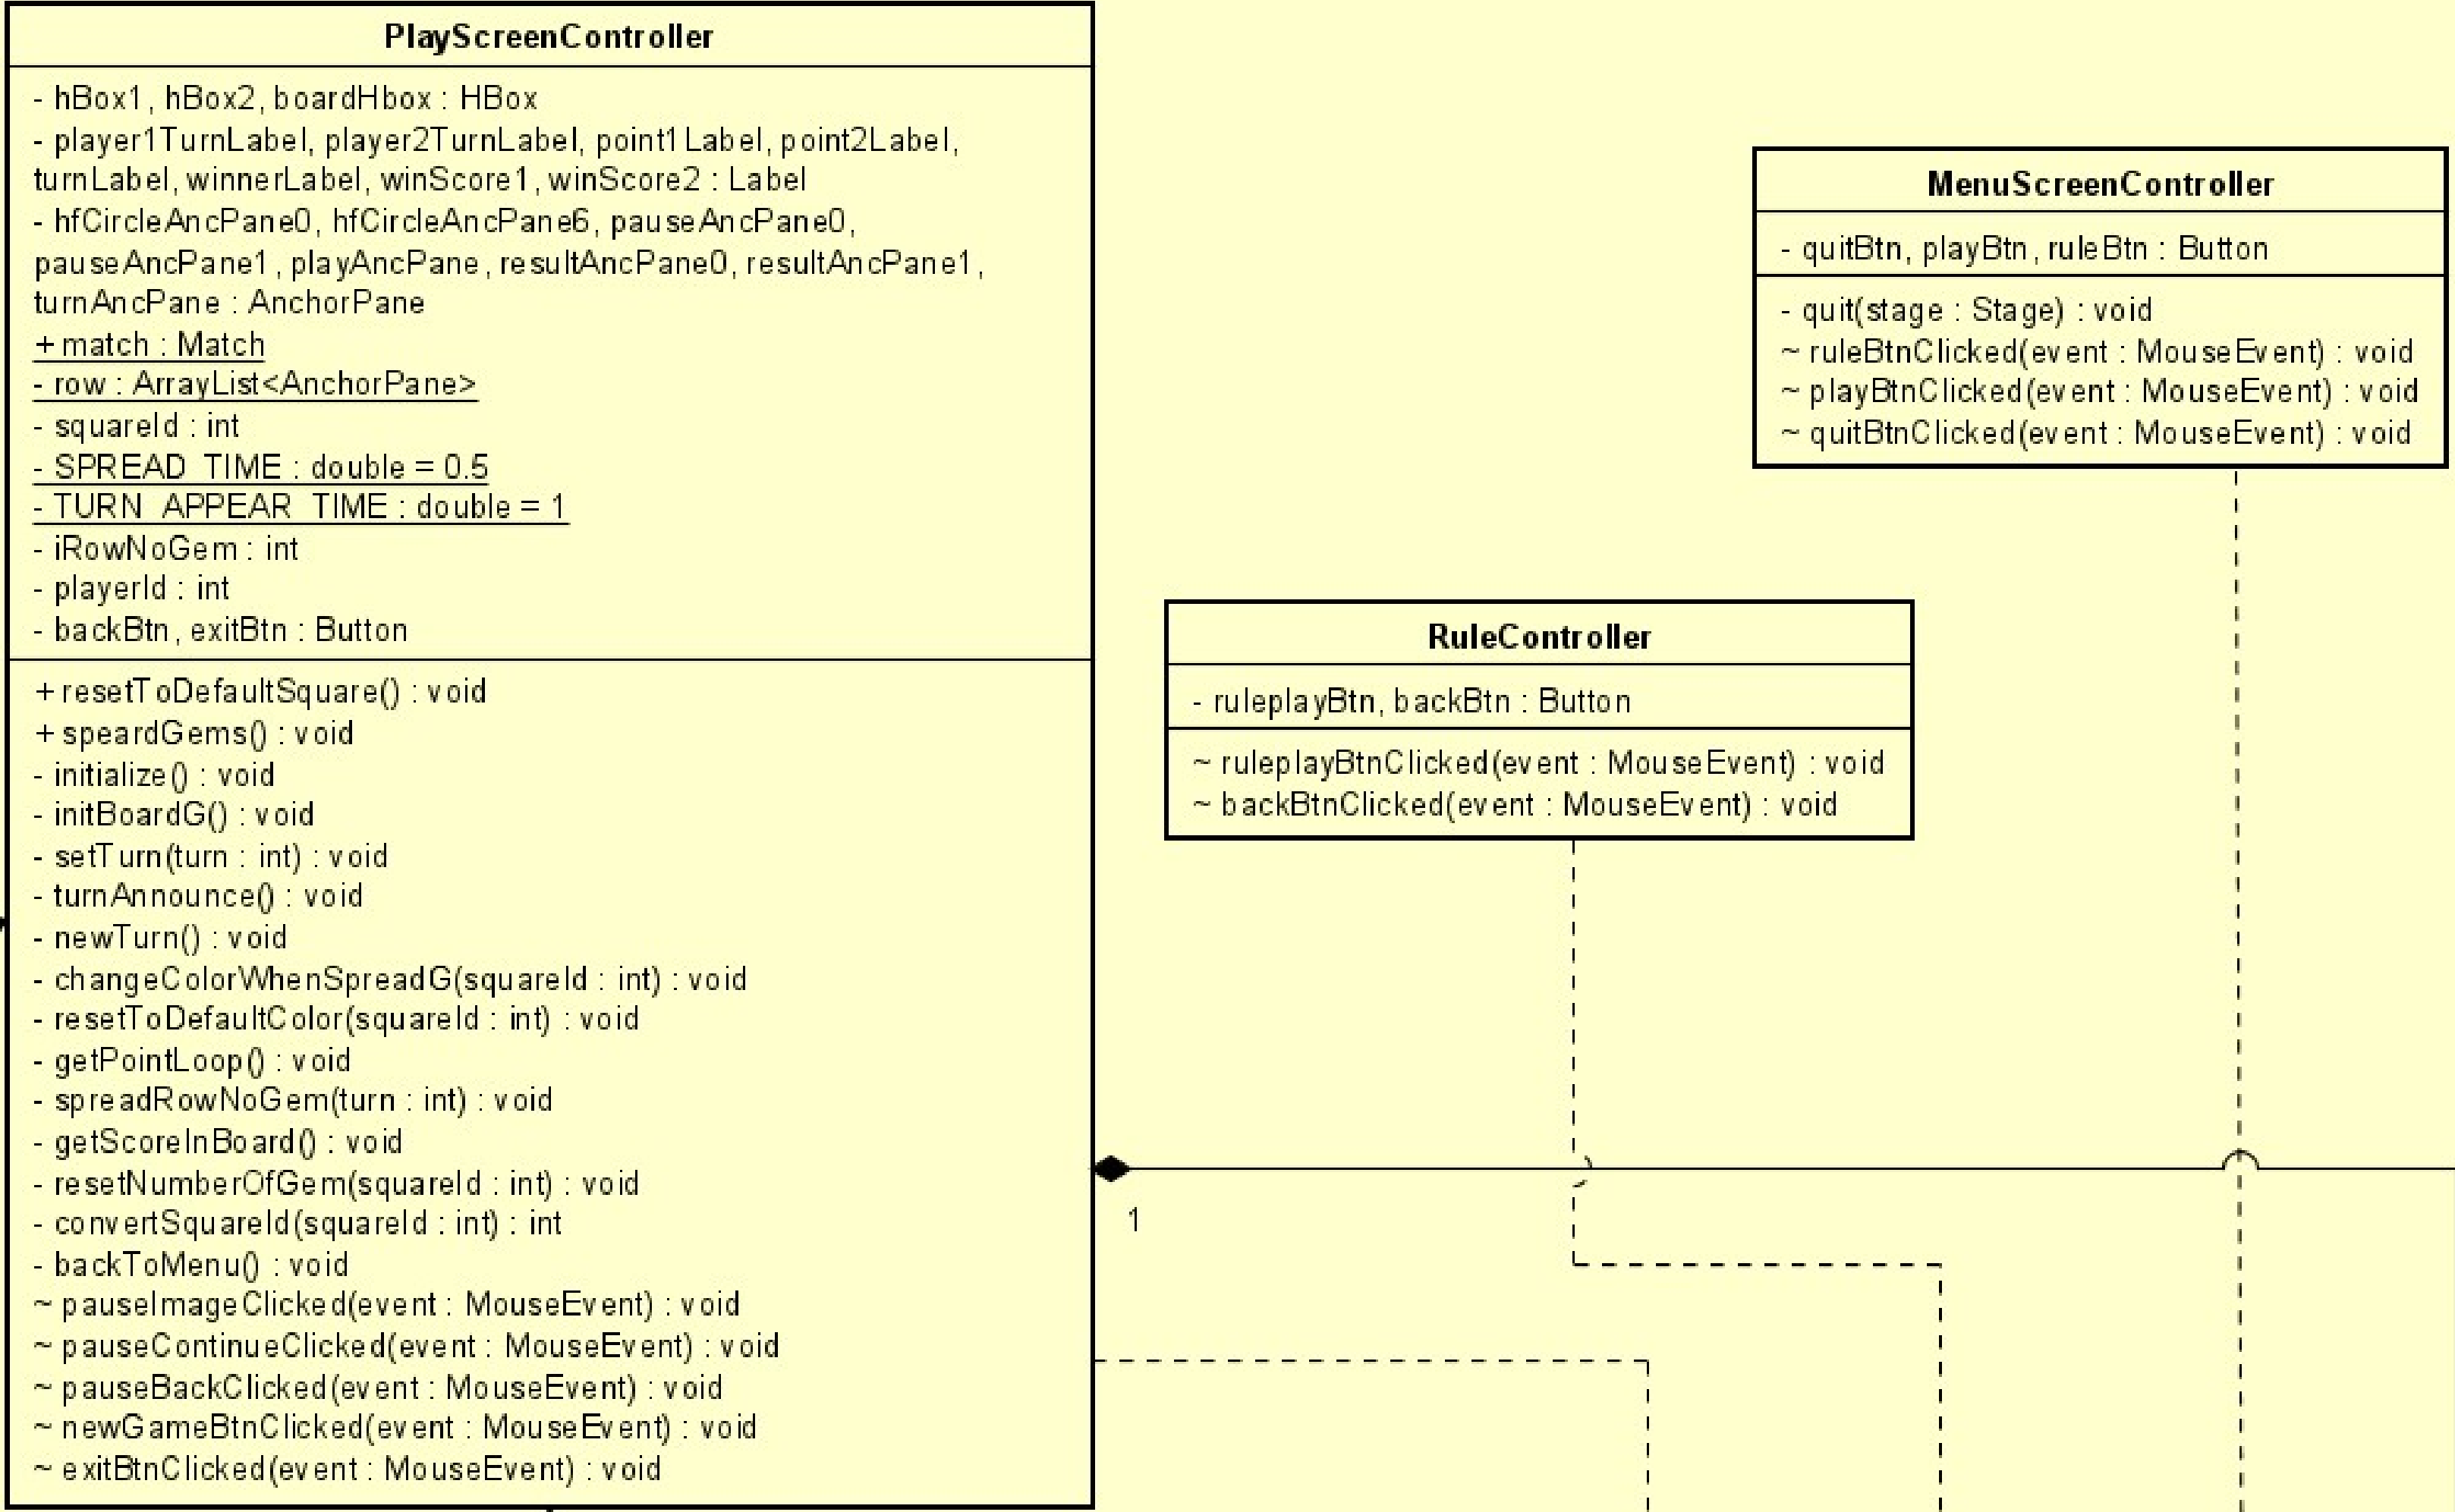 PlayScreenController
- hBox1, hBox2, boardHbox : HBox
- player1TurnLabel, player2TurnLabel, point1Label, point2Label,
turnLabel, winnerLabel, winScore1, winScore2 : Label
- hfCircleAncPane0, hfCircleAncPane6, pauseAncPane0,
pauseAncPane1, playAncPane, resultAncPane0, resultAncPane1,
turnAncPane : AnchorPane
+ match : Match
- row : ArrayList<AnchorPane>
- squareId : int
- SPREAD_TIME : double = 0.5
- TURN_APPEAR_TIME : double = 1
- iRowNoGem : int
- playerId : int
- backBtn, exitBtn : Button
+ resetToDefaultSquare() : void
+ speardGems() : void
- initialize() : void
- initBoardG() : void
- setTurn(turn : int) : void
- turnAnnounce() : void
- newTurn() : void
- changeColorWhenSpreadG(squareId : int) : void
- resetToDefaultColor(squareId : int) : void
- getPointLoop() : void
- spreadRowNoGem(turn : int) : void
- getScoreInBoard() : void
- resetNumberOfGem(squareId : int) : void
- convertSquareId(squareId : int) : int
- backToMenu() : void
~ pauseImageClicked(event : MouseEvent) : void
~ pauseContinueClicked(event : MouseEvent) : void
~ pauseBackClicked(event : MouseEvent) : void
~ newGameBtnClicked(event : MouseEvent) : void
~ exitBtnClicked(event : MouseEvent) : void
MenuScreenController
- quitBtn, playBtn, ruleBtn : Button
- quit(stage : Stage) : void
~ ruleBtnClicked(event : MouseEvent) : void
~ playBtnClicked(event : MouseEvent) : void
~ quitBtnClicked(event : MouseEvent) : void
RuleController
- ruleplayBtn, backBtn : Button
~ ruleplayBtnClicked(event : MouseEvent) : void
~ backBtnClicked(event : MouseEvent) : void
1